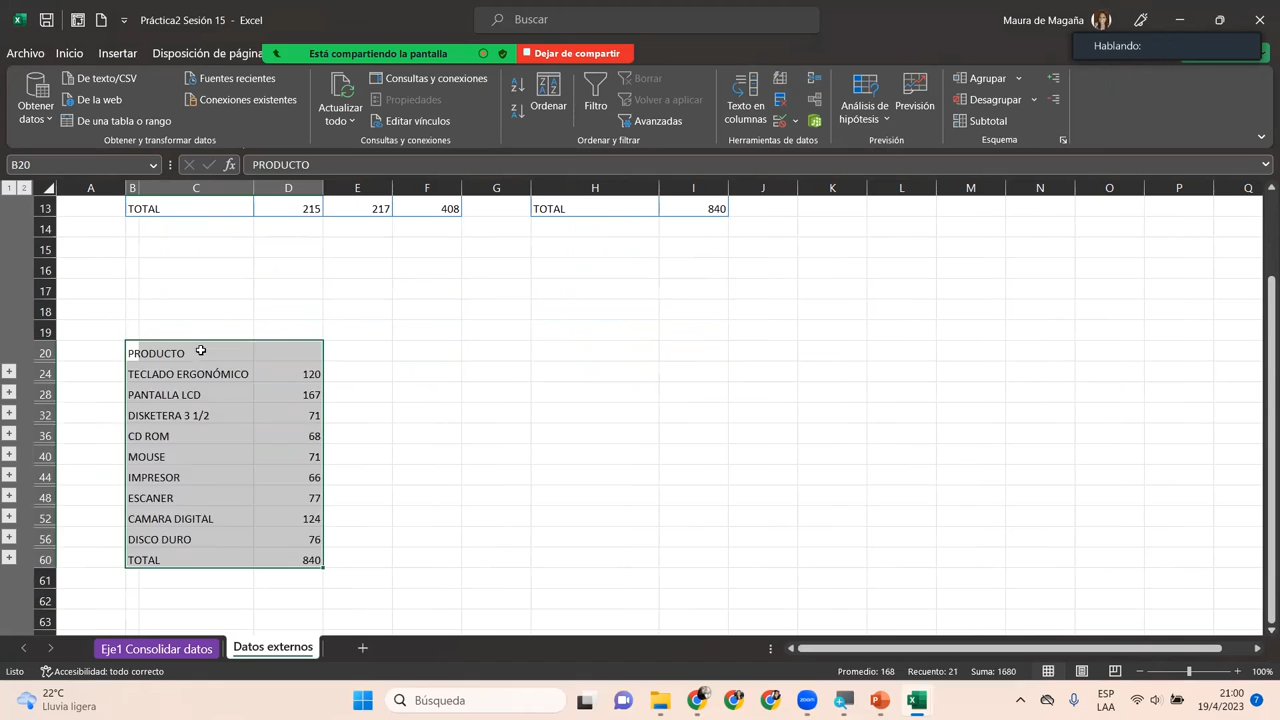 Práctica2 Sesión 15 - Excel
Buscar
Maura de Magaña
Archivo Inicio Insertar Disposición de página
Está compartiendo la pantalla
Dejar de compartir
Hablando:
Obtener datos
De texto/CSV
De la web
De una tabla o rango
Fuentes recientes
Conexiones existentes
Obtener y transformar datos
Actualizar todo
Consultas y conexiones
Propiedades
Editar vínculos
Consultas y conexiones
Ordenar
Filtro
Borrar
Volver a aplicar
Avanzadas
Ordenar y filtrar
Texto en columnas
Herramientas de datos
Análisis de hipótesis
Previsión
Previsión
Agrupar
Desagrupar
Subtotal
Esquema
B20 fx PRODUCTO
1 2 A B C D E F G H I J K L M N O P Q
13 TOTAL 215 217 408 TOTAL 840
14
15
16
17
18
19
20 PRODUCTO
24 TECLADO ERGONÓMICO 120
28 PANTALLA LCD 167
32 DISKETERA 3 1/2 71
36 CD ROM 68
40 MOUSE 71
44 IMPRESOR 66
48 ESCANER 77
52 CAMARA DIGITAL 124
56 DISCO DURO 76
60 TOTAL 840
61
62
63
Eje1 Consolidar datos Datos externos
Listo Accesibilidad: todo correcto Promedio: 168 Recuento: 21 Suma: 1680 100%
22°C
Lluvia ligera
Búsqueda
zoom
ESP
LAA
21:00
19/4/2023
7